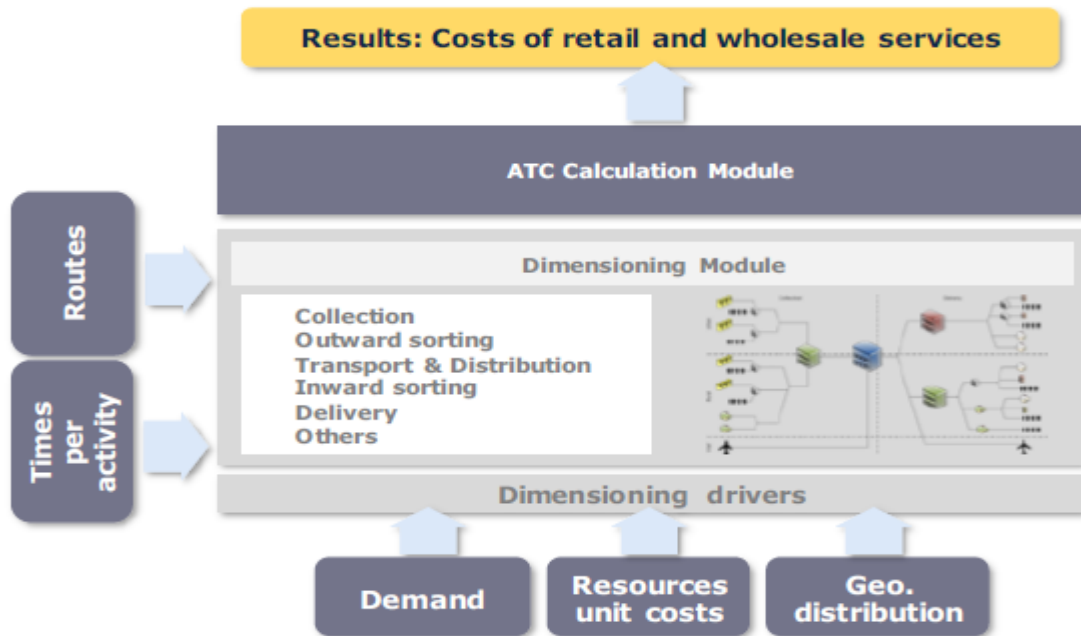 Results: Costs of retail and wholesale services
ATC Calculation Module
Routes
Dimensioning Module
Collection
Outward sorting
Transport & Distribution
Inward sorting
Delivery
Others
Times
per
activity
Dimensioning drivers
Demand
Resources
unit costs
Geo.
distribution